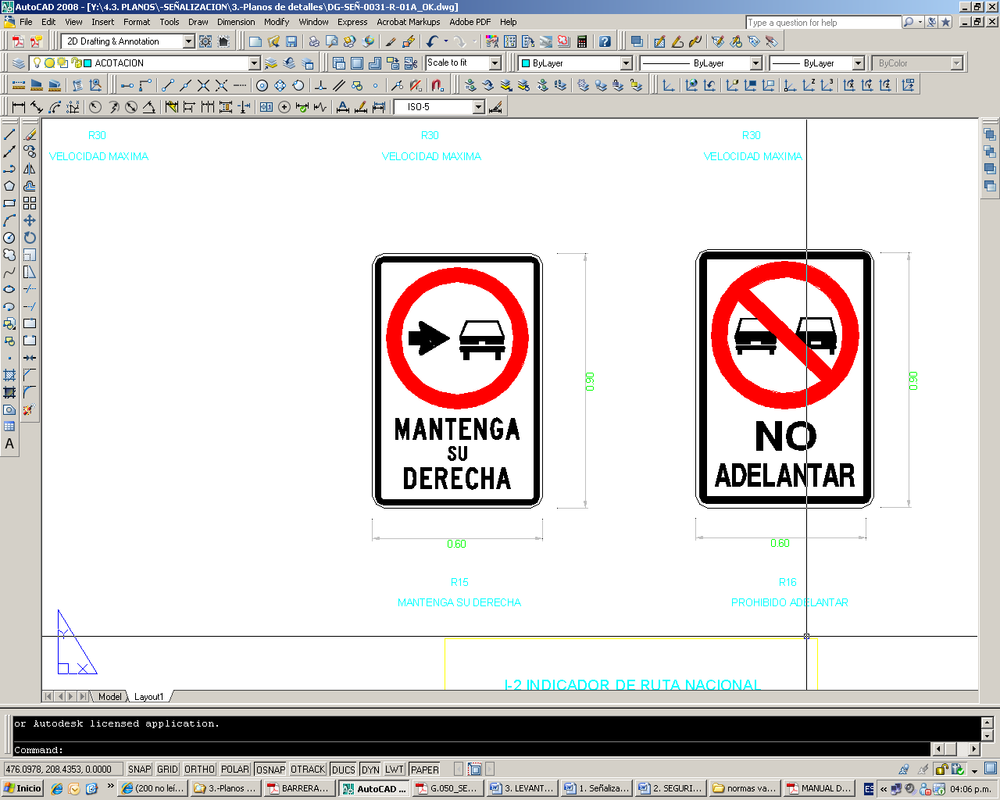 AutoCAD 2008 - [Y:\4.3. PLANOS\-SEÑALIZACION\3.-Planos de detalles\DG-SEÑ-0031-R-01A_OK.dwg]
File Edit View Insert Format Tools Draw Dimension Modify Window Express Acrobat Markups Adobe PDF Help
Type a question for help
2D Drafting & Annotation
ACOTACION
Scale to fit
ByLayer
ByLayer
ByLayer
ByColor
ISO-5
R30
R30
R30
VELOCIDAD MAXIMA
VELOCIDAD MAXIMA
VELOCIDAD MAXIMA
MANTENGA
SU
DERECHA
0.90
0.60
NO
ADELANTAR
0.90
0.60
R15
R16
MANTENGA SU DERECHA
PROHIBIDO ADELANTAR
Y
X
I-2 INDICADOR DE RUTA NACIONAL
Model Layout1
or Autodesk licensed application.
Command:
476.0978, 208.4353, 0.0000 SNAP GRID ORTHO POLAR OSNAP OTRACK DUCS DYN LWT PAPER
Inicio (200 no leí... 3.-Planos ... BARRERA... AutoCAD ... G.050_SE... 3. LEVANT... 1. Señaliza... 2. SEGURI... normas va... MANUAL D... ES 04:06 p.m.